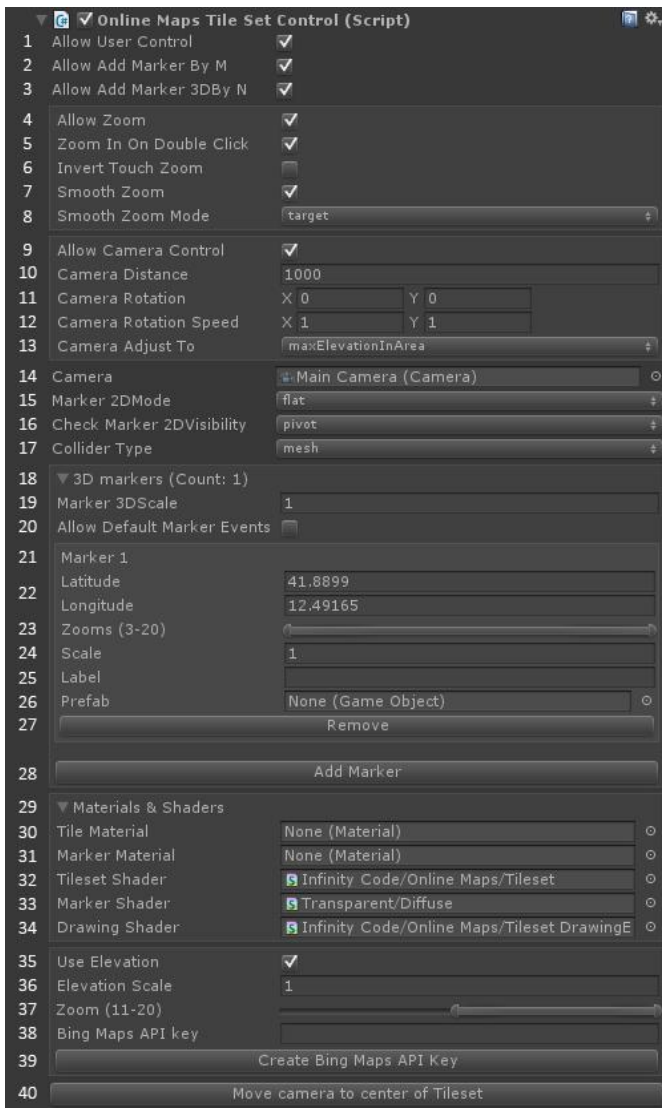 Online Maps Tile Set Control (Script)
1 Allow User Control
2 Allow Add Marker By M
3 Allow Add Marker 3DBy N
4 Allow Zoom
5 Zoom In On Double Click
6 Invert Touch Zoom
7 Smooth Zoom
8 Smooth Zoom Mode target
9 Allow Camera Control
10 Camera Distance 1000
11 Camera Rotation X 0 Y 0
12 Camera Rotation Speed X 1 Y 1
13 Camera Adjust To maxElevationInArea
14 Camera Main Camera (Camera)
15 Marker 2DMode flat
16 Check Marker 2DVisibility pivot
17 Collider Type mesh
18 3D markers (Count: 1)
19 Marker 3DScale 1
20 Allow Default Marker Events
21 Marker 1
22 Latitude 41.8899
Longitude 12.49165
23 Zooms (3-20)
24 Scale 1
25 Label
26 Prefab None (Game Object)
27 Remove
28 Add Marker
29 Materials & Shaders
30 Tile Material None (Material)
31 Marker Material None (Material)
32 Tileset Shader Infinity Code/Online Maps/Tileset
33 Marker Shader Transparent/Diffuse
34 Drawing Shader Infinity Code/Online Maps/Tileset DrawingE
35 Use Elevation
36 Elevation Scale 1
37 Zoom (11-20)
38 Bing Maps API key
39 Create Bing Maps API Key
40 Move camera to center of Tileset